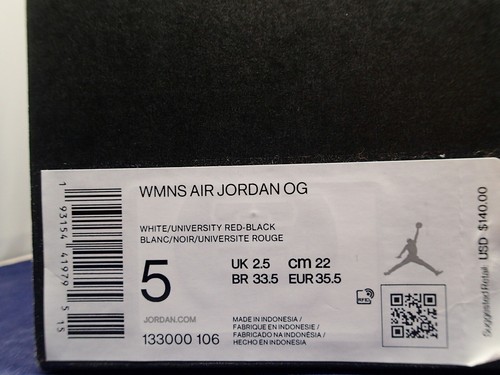 WMNS AIR JORDAN OG
WHITE/UNIVERSITY RED-BLACK
BLANC/NOIR/UNIVERSITE ROUGE
5
UK 2.5 cm 22
BR 33.5 EUR 35.5
JORDAN.COM
133000 106
MADE IN INDONESIA /
FABRIQUE EN INDONESIE /
FABRICADO NA INDONESIA /
HECHO EN INDONESIA
RFID
1 93154 41979 5 15
Suggested Retail USD $140.00